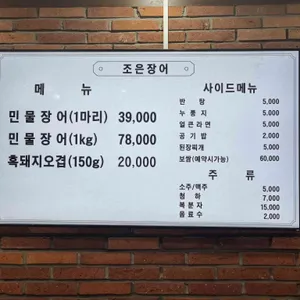 조은장어
메 뉴
민물장어(1마리) 39,000
민물장어(1kg) 78,000
흑돼지오겹(150g) 20,000
사이드메뉴
반 탕 5,000
누룽지 5,000
얼큰라면 5,000
공기밥 2,000
된장찌개 5,000
보쌈(예약시가능) 60,000
주 류
소주/맥주 5,000
청 하 7,000
복분자 15,000
음료수 2,000